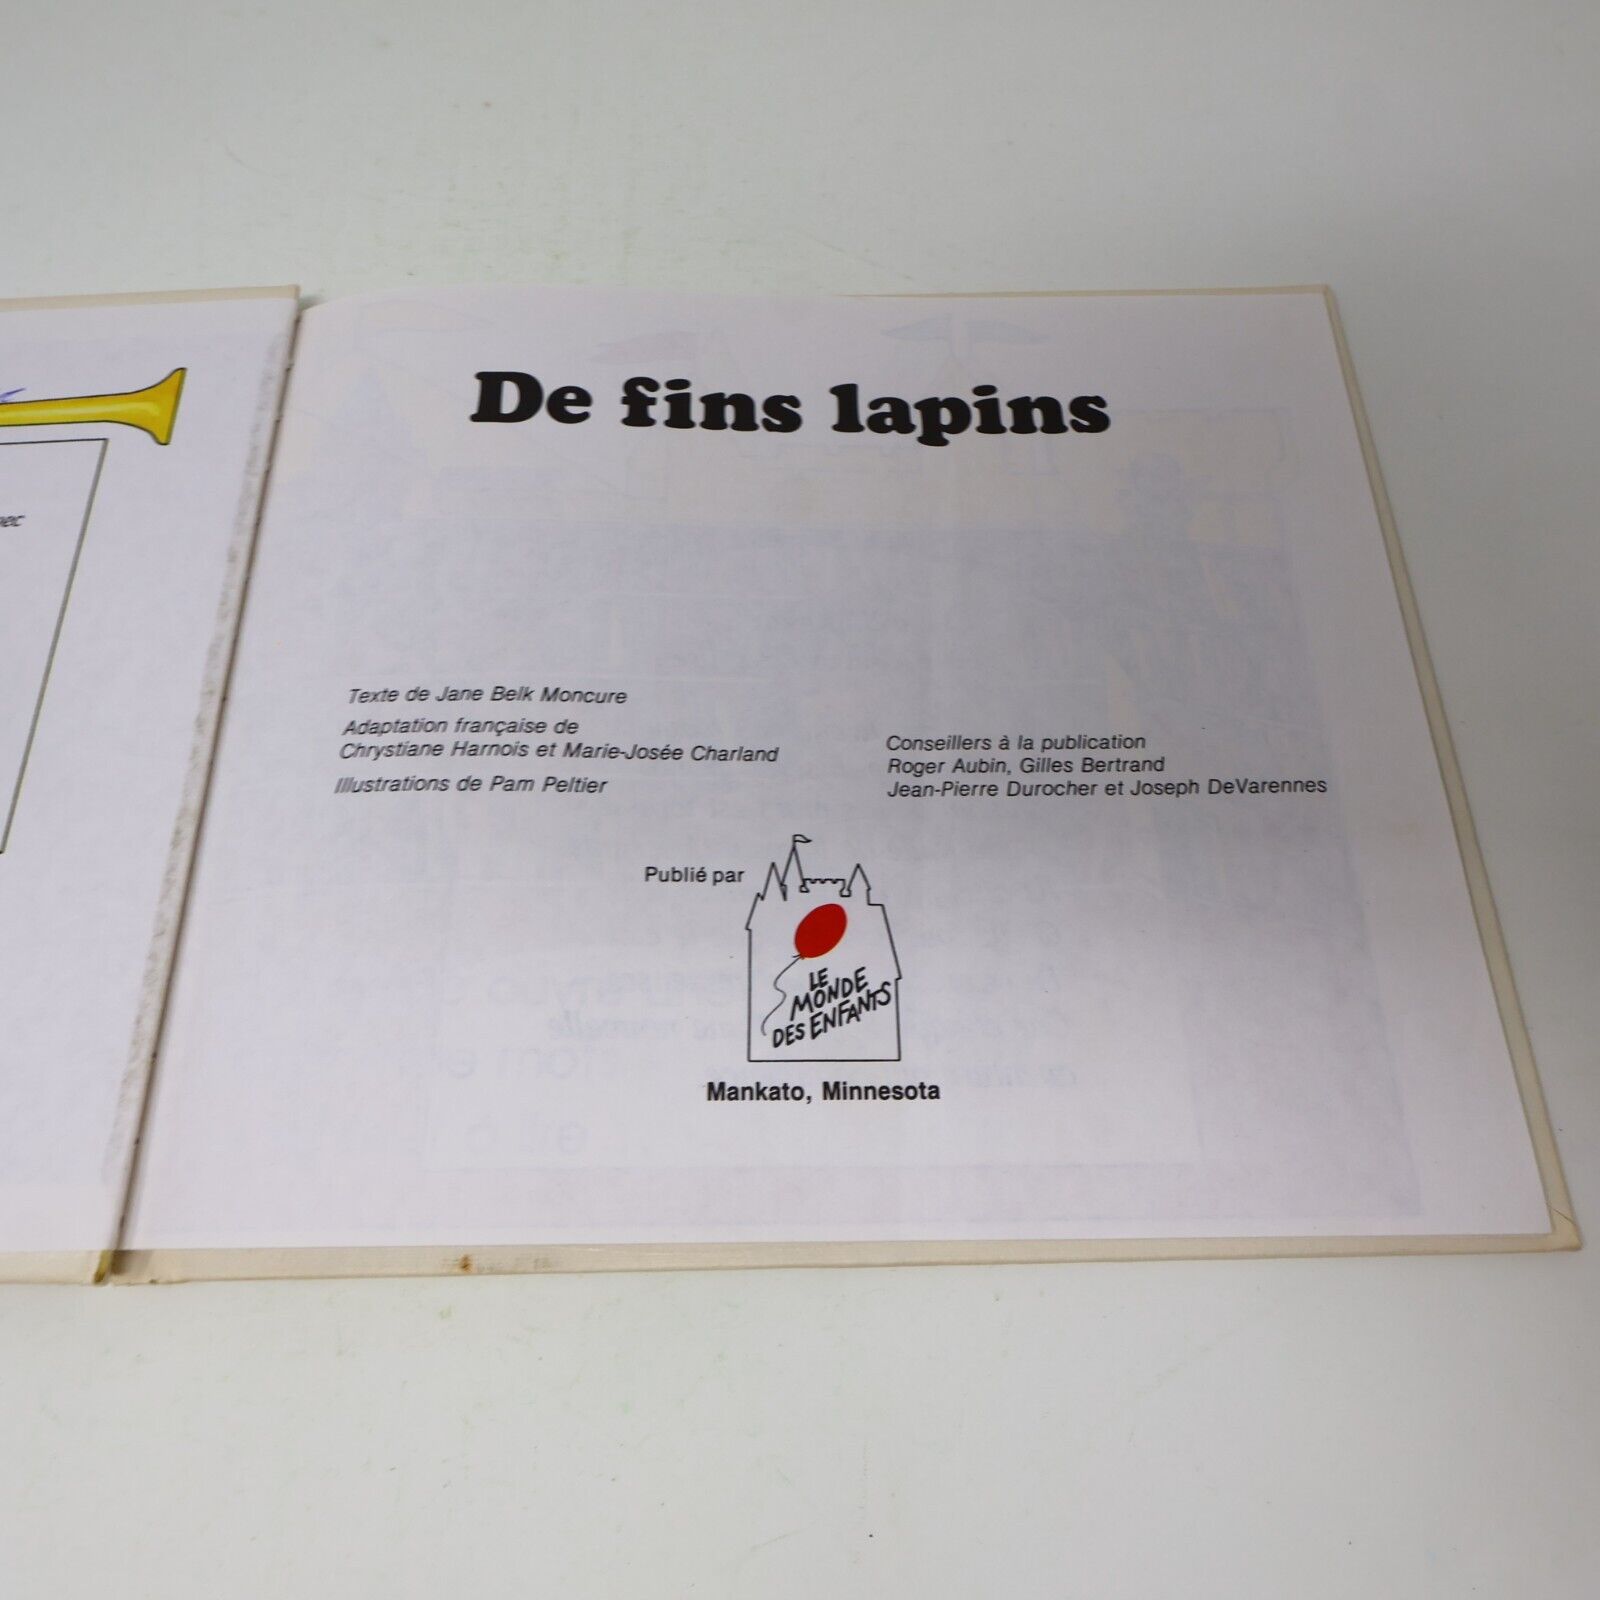 De fins lapins
Texte de Jane Belk Moncure
Adaptation française de
Chrystiane Harnois et Marie-Josée Charland
Illustrations de Pam Peltier
Conseillers à la publication
Roger Aubin, Gilles Bertrand
Jean-Pierre Durocher et Joseph DeVarennes
Publié par
LE
MONDE
DES ENFANTS
Mankato, Minnesota